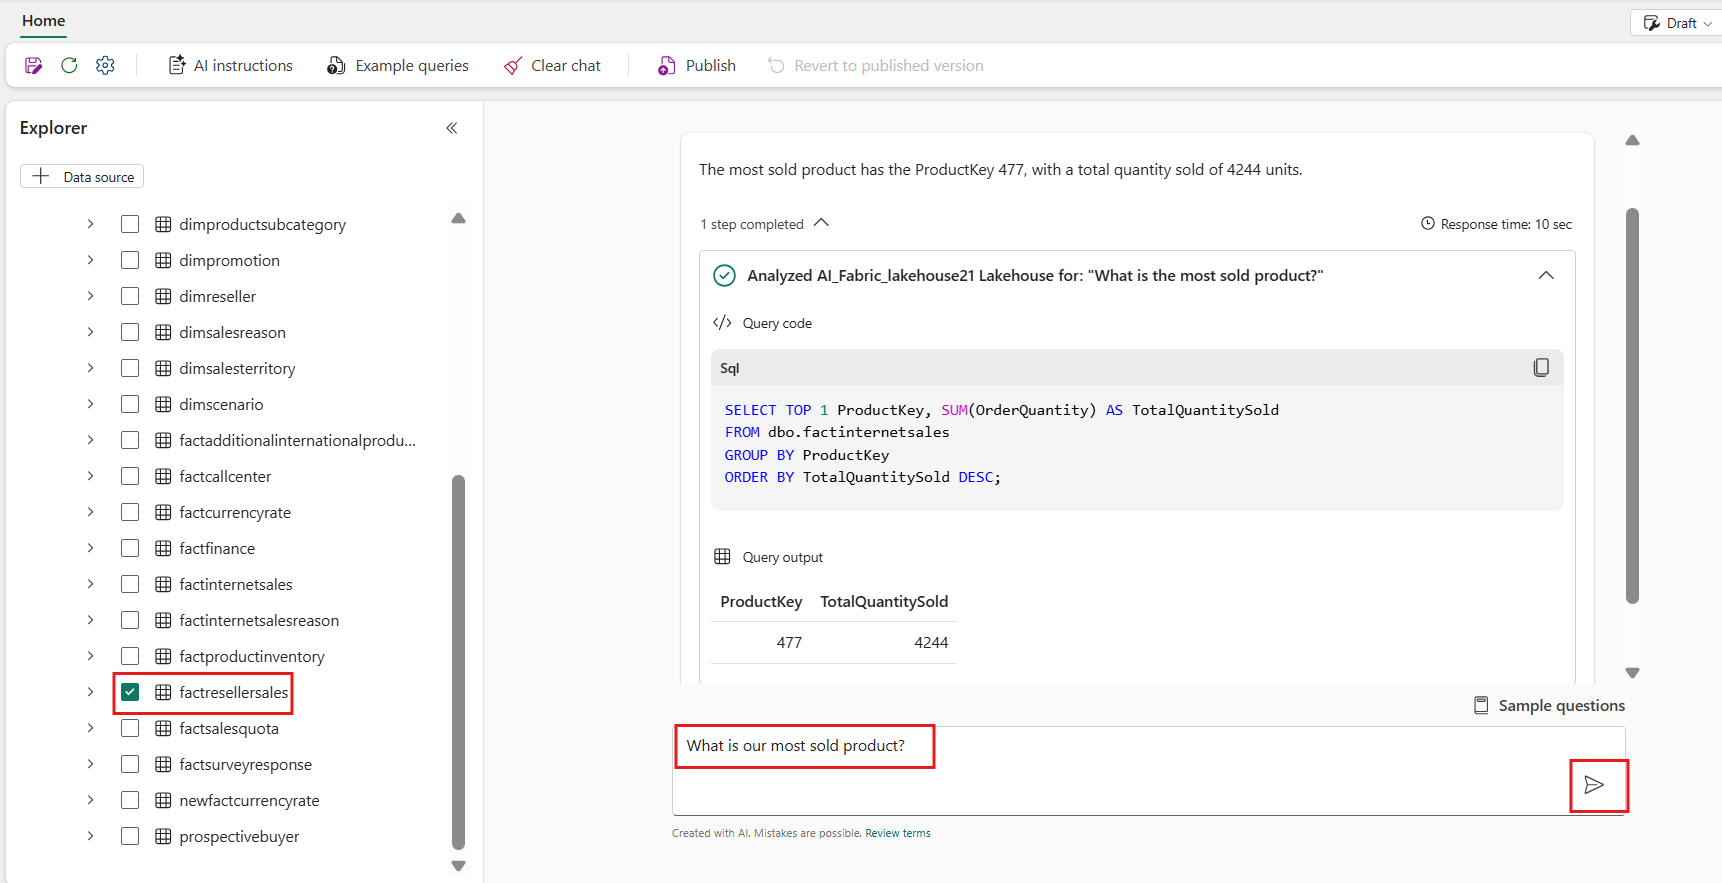 Home
Draft
AI instructions
Example queries
Clear chat
Publish
Revert to published version
Explorer
Data source
dimproductsubcategory
dimpromotion
dimreseller
dimsalesreason
dimsalesterritory
dimscenario
factadditionalinternationalprodu...
factcallcenter
factcurrencyrate
factfinance
factinternetsales
factinternetsalesreason
factproductinventory
factresellersales
factsalesquota
factsurveyresponse
newfactcurrencyrate
prospectivebuyer
The most sold product has the ProductKey 477, with a total quantity sold of 4244 units.
1 step completed
Response time: 10 sec
Analyzed AI_Fabric_lakehouse21 Lakehouse for: "What is the most sold product?"
</> Query code
Sql
SELECT TOP 1 ProductKey, SUM(OrderQuantity) AS TotalQuantitySold
FROM dbo.factinternetsales
GROUP BY ProductKey
ORDER BY TotalQuantitySold DESC;
Query output
ProductKey TotalQuantitySold
477 4244
Sample questions
What is our most sold product?
Created with AI. Mistakes are possible. Review terms